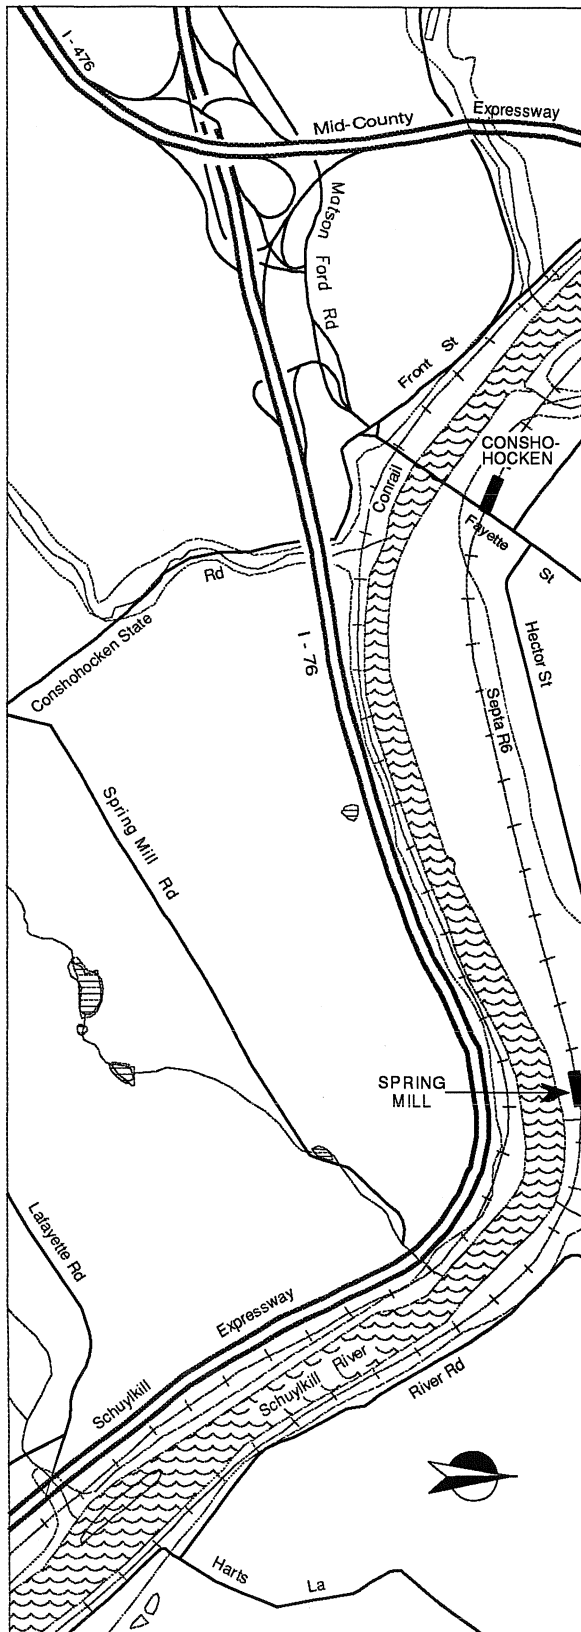 I - 476
Mid-County
Expressway
Matson Ford Rd
Front St
CONSHO-
HOCKEN
Conrail
Fayette St
Conshohocken State Rd
I - 76
Hector St
Septa R6
Spring Mill Rd
SPRING
MILL
Lafayette Rd
Schuylkill Expressway
Schuylkill River
River Rd
Harts La